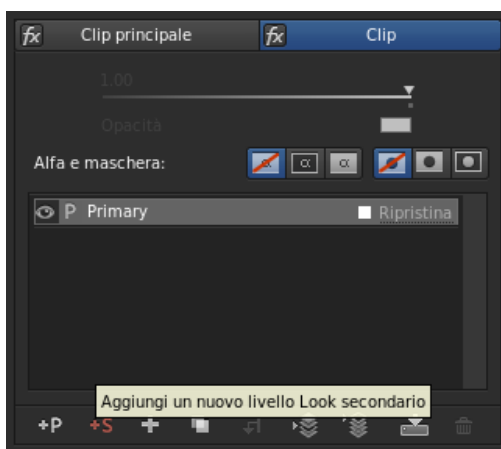 fx Clip principale fx Clip
1.00
Opacità
Alfa e maschera: α α α
P Primary Ripristina
Aggiungi un nuovo livello Look secondario
+P +S +